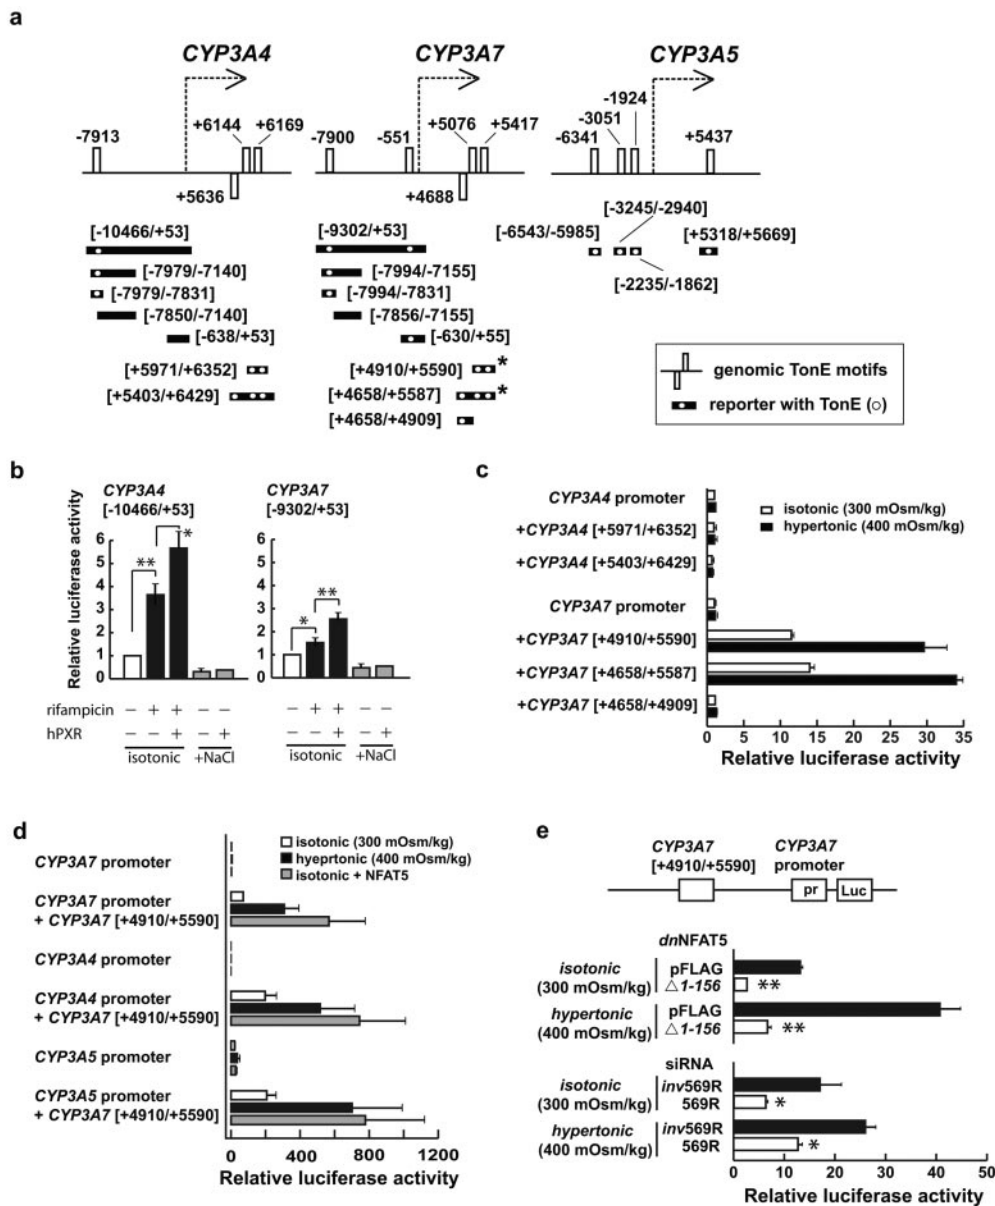 a
CYP3A4
CYP3A7
CYP3A5
-7913
+6144
+6169
+5636
-7900
-551
+5076
+5417
+4688
-6341
-3051
-1924
+5437
[-10466/+53]
[-7979/-7140]
[-7979/-7831]
[-7850/-7140]
[-638/+53]
[+5971/+6352]
[+5403/+6429]
[-9302/+53]
[-7994/-7155]
[-7994/-7831]
[-7856/-7155]
[-630/+55]
[+4910/+5590] *
[+4658/+5587] *
[+4658/+4909]
[-6543/-5985]
[-3245/-2940]
[-2235/-1862]
[+5318/+5669]
genomic TonE motifs
reporter with TonE (○)
b
CYP3A4
[-10466/+53]
CYP3A7
[-9302/+53]
Relative luciferase activity
6
5
4
3
2
1
0
** *
6
5
4
3
2
1
0
* **
rifampicin − + + − − − + + − −
hPXR − − + − + − − + − +
isotonic +NaCl isotonic +NaCl
c
isotonic (300 mOsm/kg)
hypertonic (400 mOsm/kg)
CYP3A4 promoter
+CYP3A4 [+5971/+6352]
+CYP3A4 [+5403/+6429]
CYP3A7 promoter
+CYP3A7 [+4910/+5590]
+CYP3A7 [+4658/+5587]
+CYP3A7 [+4658/+4909]
0 5 10 15 20 25 30 35
Relative luciferase activity
d
isotonic (300 mOsm/kg)
hyeprtonic (400 mOsm/kg)
isotonic + NFAT5
CYP3A7 promoter
CYP3A7 promoter
+ CYP3A7 [+4910/+5590]
CYP3A4 promoter
CYP3A4 promoter
+ CYP3A7 [+4910/+5590]
CYP3A5 promoter
CYP3A5 promoter
+ CYP3A7 [+4910/+5590]
0 400 800 1200
Relative luciferase activity
e
CYP3A7
[+4910/+5590]
CYP3A7
promoter
pr Luc
dnNFAT5
isotonic
(300 mOsm/kg)
pFLAG
△1-156 **
hypertonic
(400 mOsm/kg)
pFLAG
△1-156 **
siRNA
isotonic
(300 mOsm/kg)
inv569R
569R *
hypertonic
(400 mOsm/kg)
inv569R
569R *
0 10 20 30 40 50
Relative luciferase activity